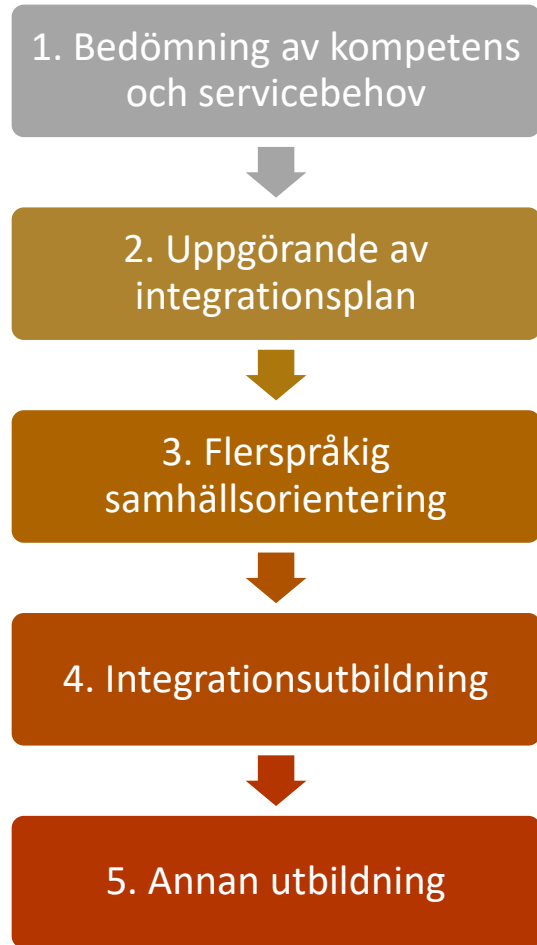 1. Bedömning av kompetens
och servicebehov
2. Uppgörande av
integrationsplan
3. Flerspråkig
samhällsorientering
4. Integrationsutbildning
5. Annan utbildning